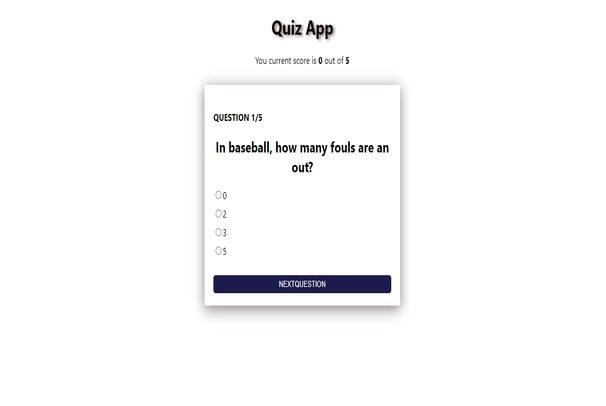 Quiz App
You current score is 0 out of 5
QUESTION 1/5
In baseball, how many fouls are an
out?
0
2
3
5
NEXTQUESTION